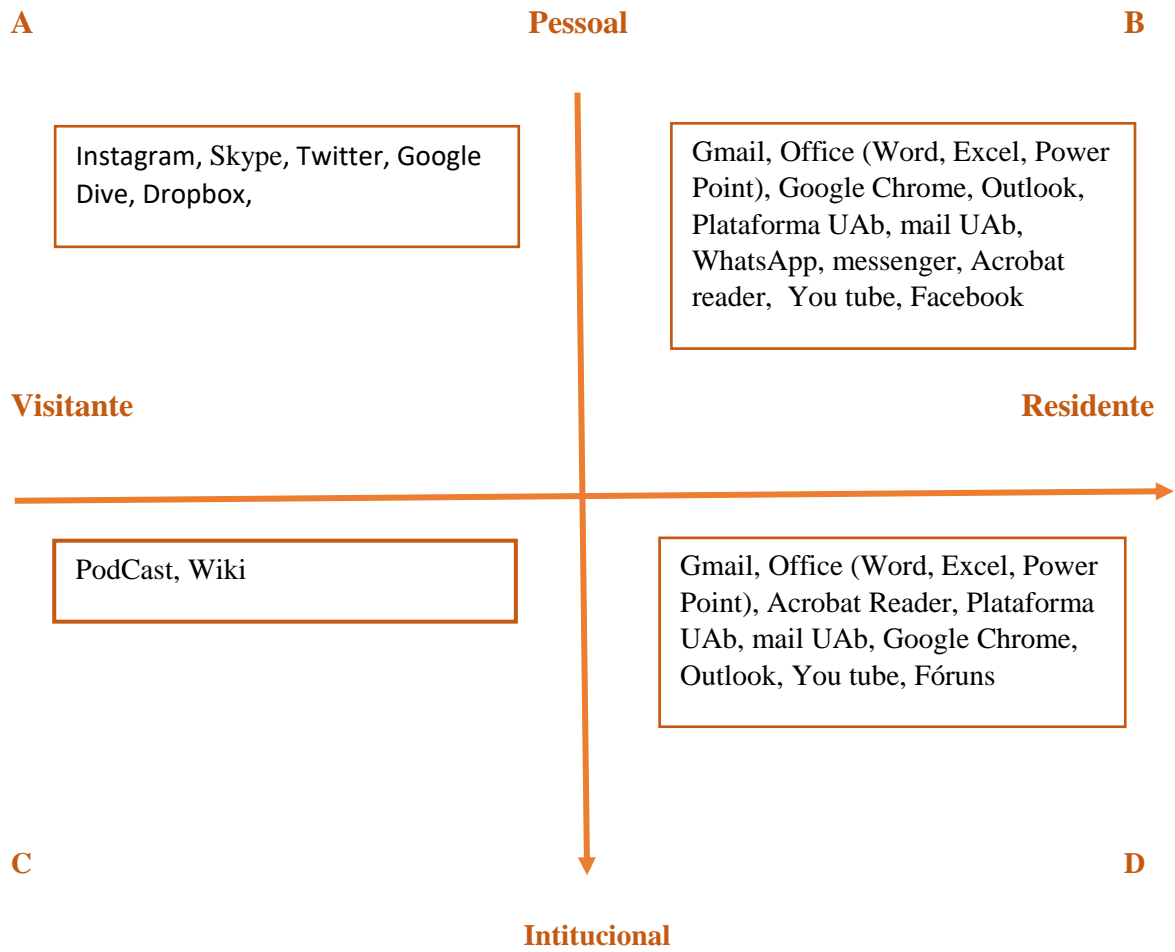 A
Pessoal
B
Instagram, Skype, Twitter, Google
Dive, Dropbox,
Gmail, Office (Word, Excel, Power
Point), Google Chrome, Outlook,
Plataforma UAb, mail UAb,
WhatsApp, messenger, Acrobat
reader, You tube, Facebook
Visitante
Residente
PodCast, Wiki
Gmail, Office (Word, Excel, Power
Point), Acrobat Reader, Plataforma
UAb, mail UAb, Google Chrome,
Outlook, You tube, Fóruns
C
D
Intitucional